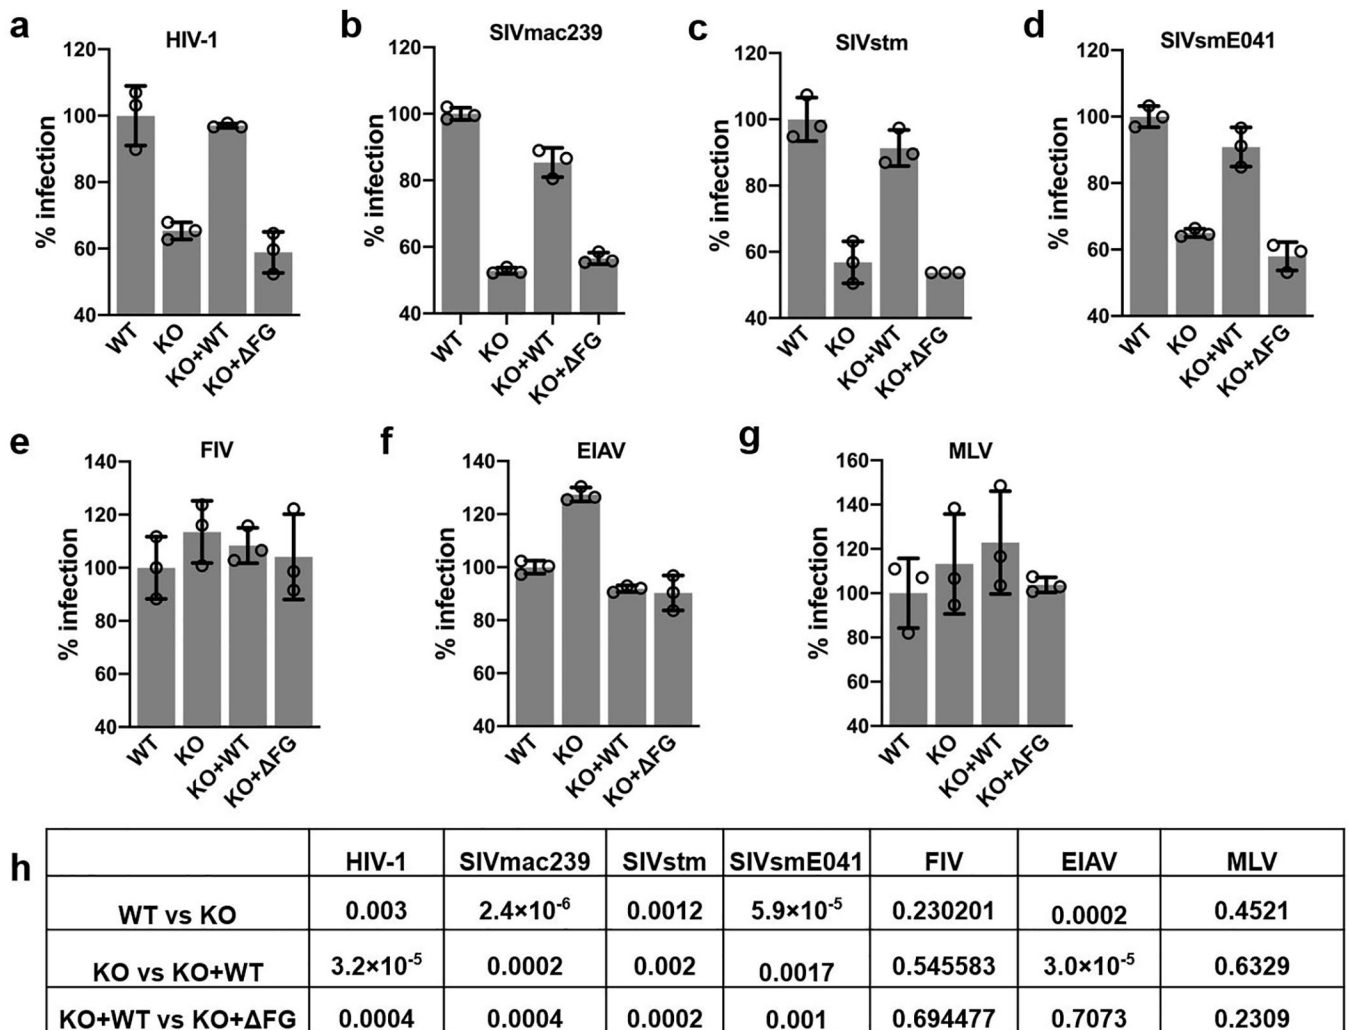 a
HIV-1
120
100
80
60
40
% infection
WT
KO
KO+WT
KO+ΔFG
b
SIVmac239
120
100
80
60
40
% infection
WT
KO
KO+WT
KO+ΔFG
c
SIVstm
120
100
80
60
40
% infection
WT
KO
KO+WT
KO+ΔFG
d
SIVsmE041
120
100
80
60
40
% infection
WT
KO
KO+WT
KO+ΔFG
e
FIV
140
120
100
80
60
40
% infection
WT
KO
KO+WT
KO+ΔFG
f
EIAV
140
120
100
80
60
40
% infection
WT
KO
KO+WT
KO+ΔFG
g
MLV
160
140
120
100
80
60
40
% infection
WT
KO
KO+WT
KO+ΔFG
h
HIV-1 SIVmac239 SIVstm SIVsmE041 FIV EIAV MLV
WT vs KO 0.003 2.4×10⁻⁶ 0.0012 5.9×10⁻⁵ 0.230201 0.0002 0.4521
KO vs KO+WT 3.2×10⁻⁵ 0.0002 0.002 0.0017 0.545583 3.0×10⁻⁵ 0.6329
KO+WT vs KO+ΔFG 0.0004 0.0004 0.0002 0.001 0.694477 0.7073 0.2309